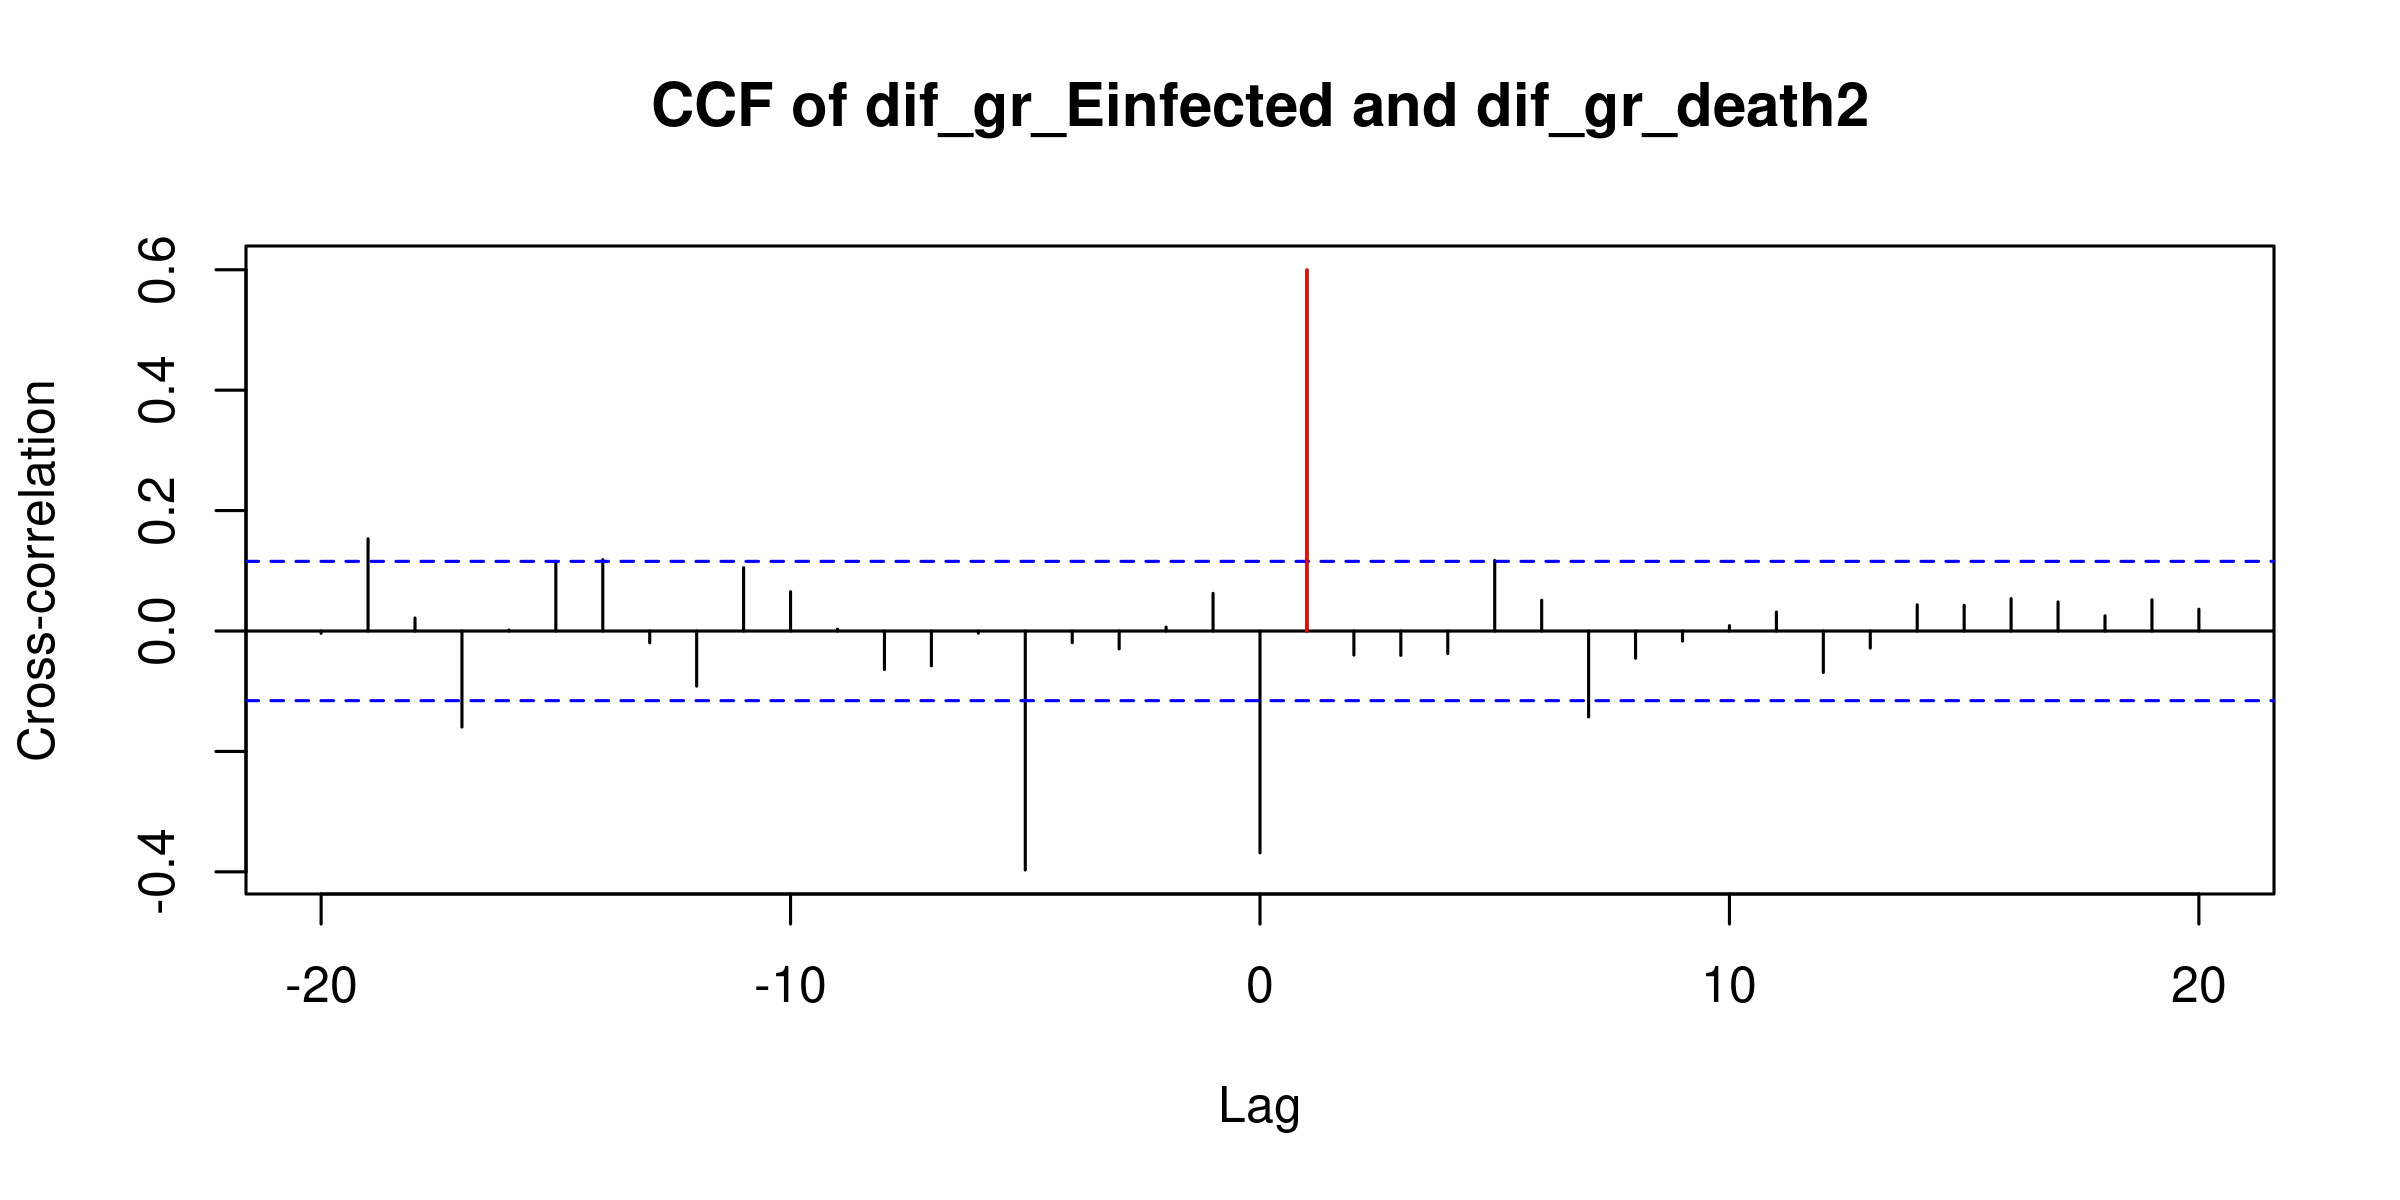 CCF of dif_gr_Einfected and dif_gr_death2
Cross-correlation
0.6
0.4
0.2
0.0
-0.4
-20 -10 0 10 20
Lag